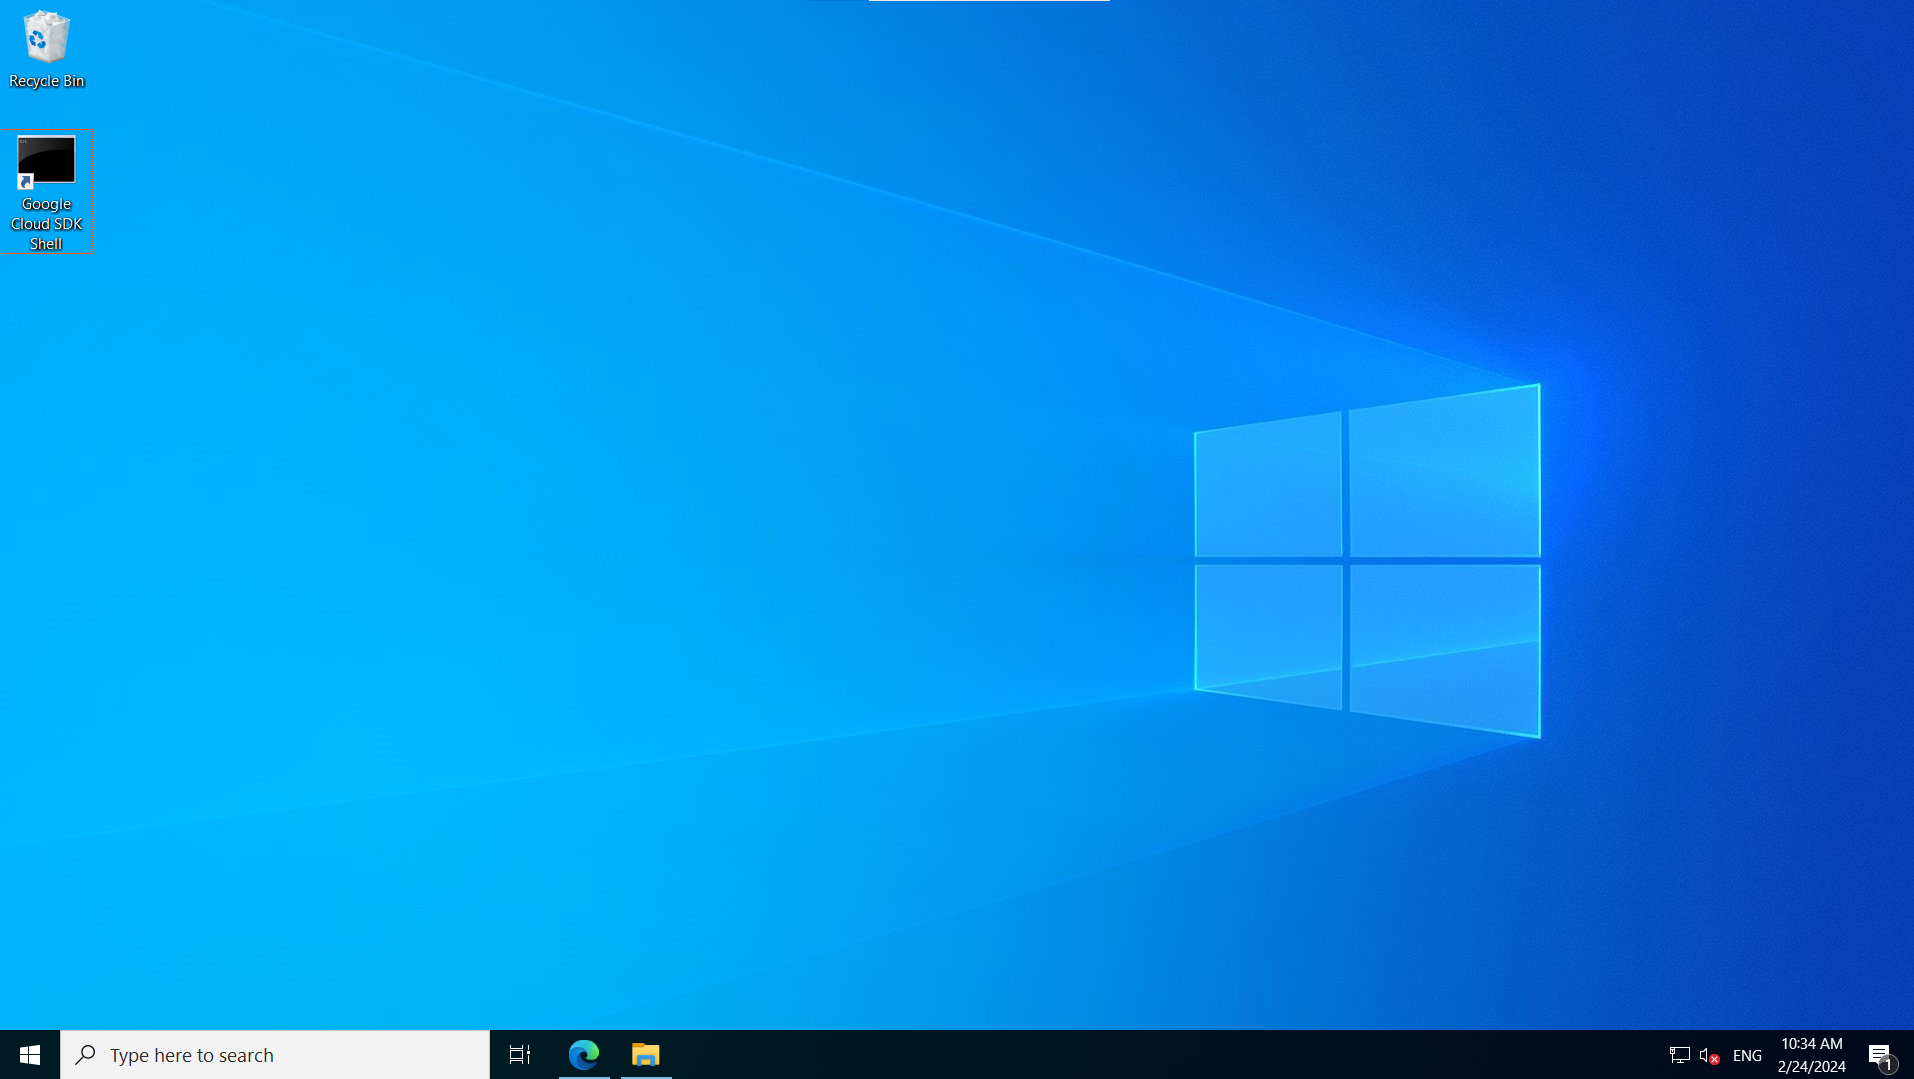 Recycle Bin
Google
Cloud SDK
Shell
Type here to search
ENG
10:34 AM
2/24/2024
1